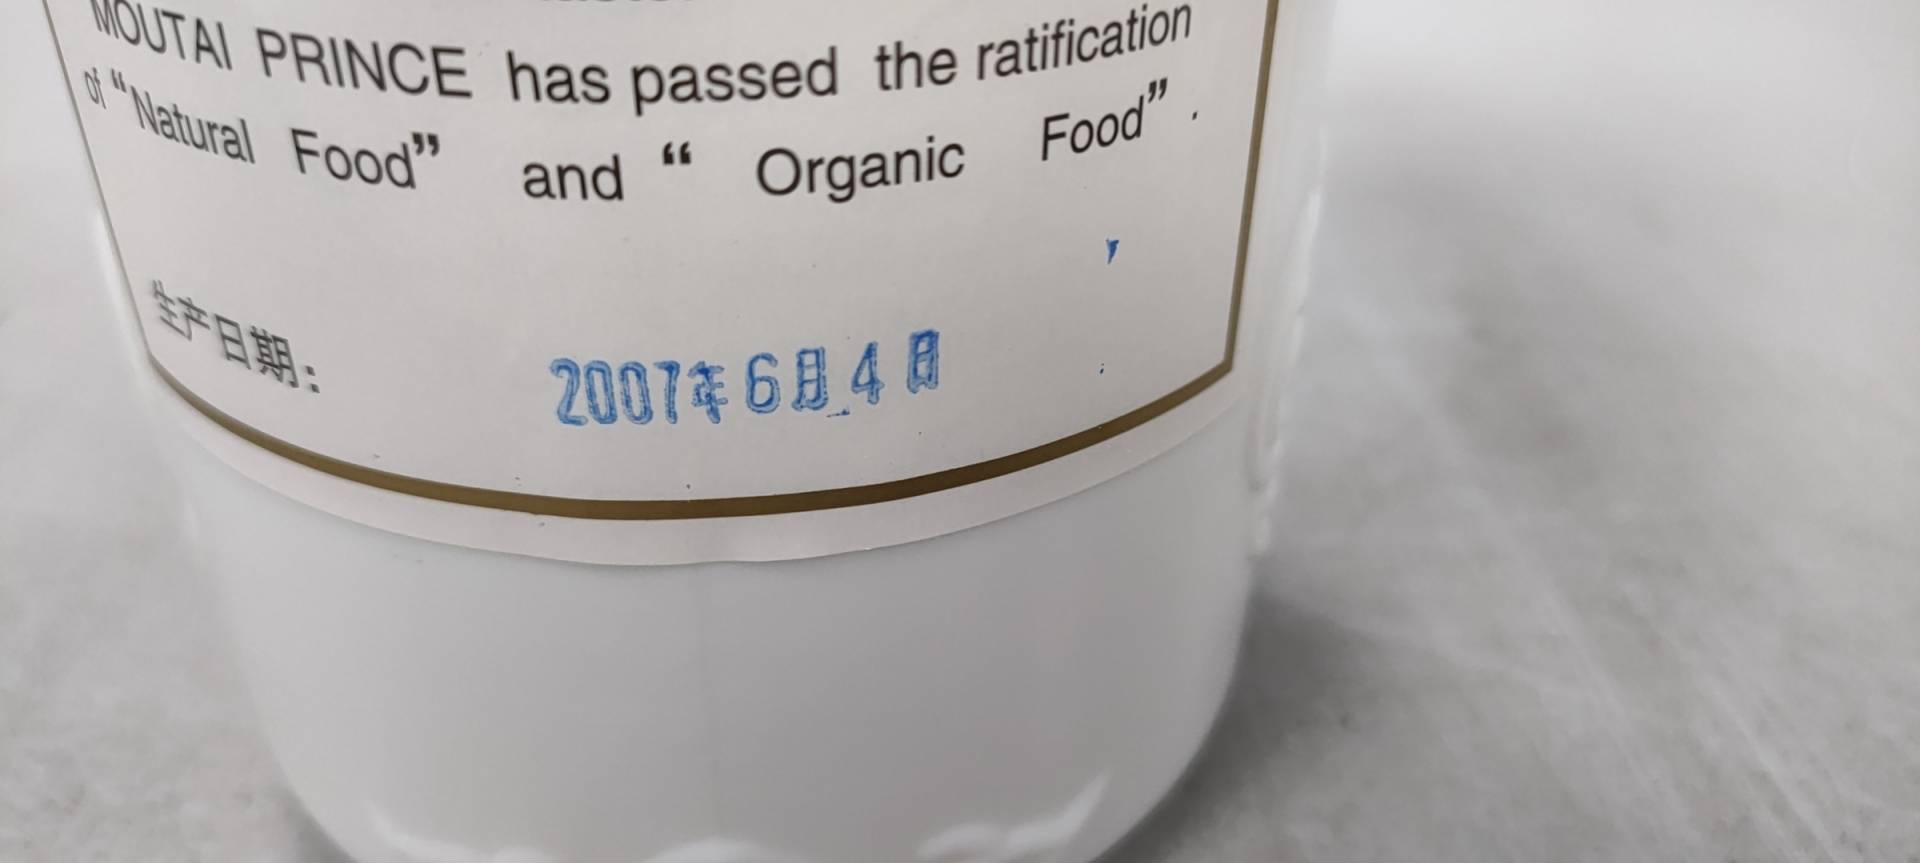 MOUTAI PRINCE has passed the ratification
of “Natural Food” and “ Organic Food” .
生产日期: 2007年6月4日